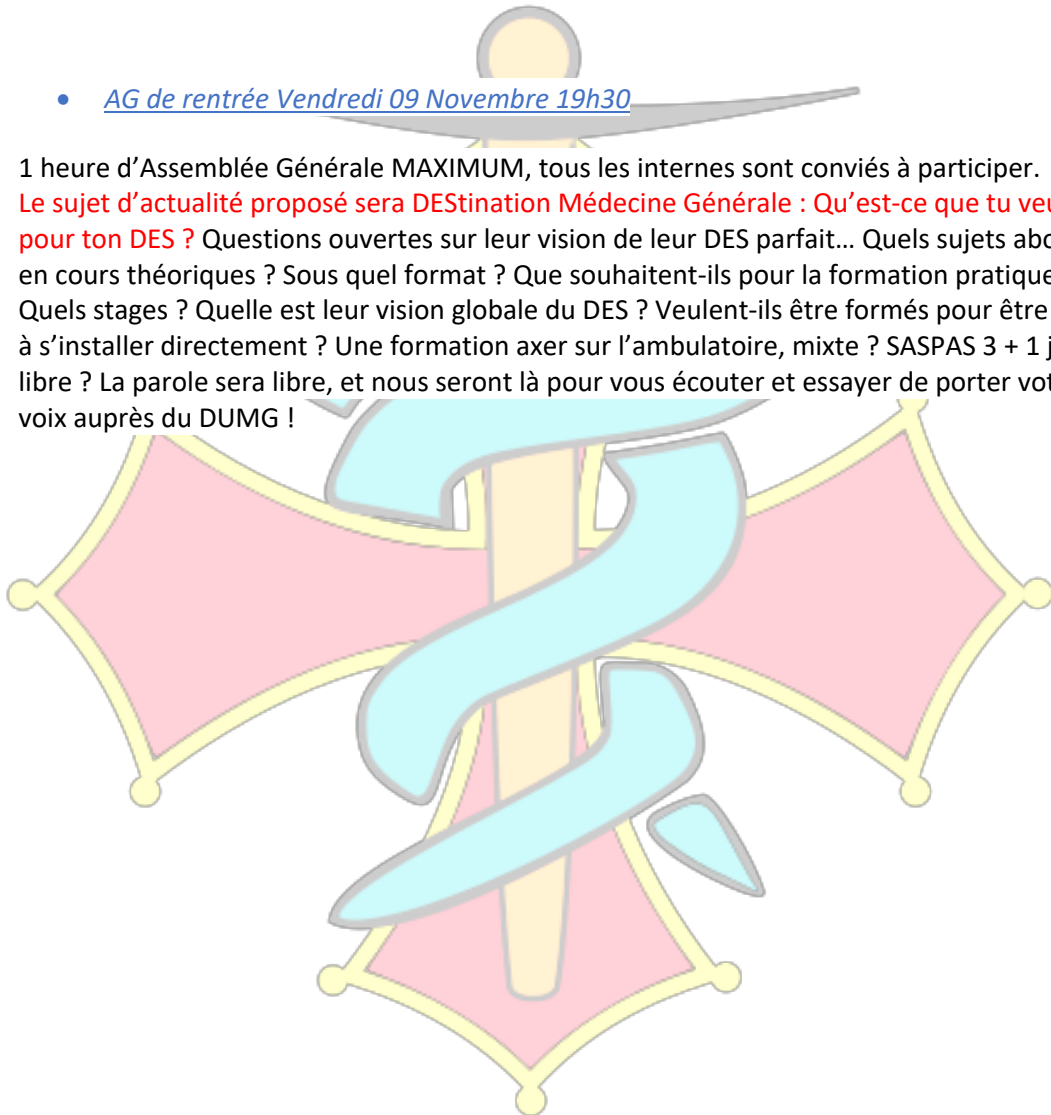 • AG de rentrée Vendredi 09 Novembre 19h30
1 heure d’Assemblée Générale MAXIMUM, tous les internes sont conviés à participer.
Le sujet d’actualité proposé sera DEStination Médecine Générale : Qu’est-ce que tu
pour ton DES ? Questions ouvertes sur leur vision de leur DES parfait… Quels sujets
en cours théoriques ? Sous quel format ? Que souhaitent-ils pour la formation pratique
Quels stages ? Quelle est leur vision globale du DES ? Veulent-ils être formés pour être
à s’installer directement ? Une formation axer sur l’ambulatoire, mixte ? SASPAS 3 + 1
libre ? La parole sera libre, et nous seront là pour vous écouter et essayer de porter
voix auprès du DUMG !